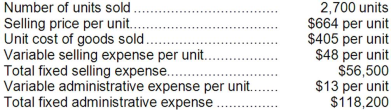 Number of units sold ................................ 2,700 units
Selling price per unit................................ $664 per unit
Unit cost of goods sold............................ $405 per unit
Variable selling expense per unit.............. $48 per unit
Total fixed selling expense....................... $56,500
Variable administrative expense per unit....... $13 per unit
Total fixed administrative expense ............... $118,200